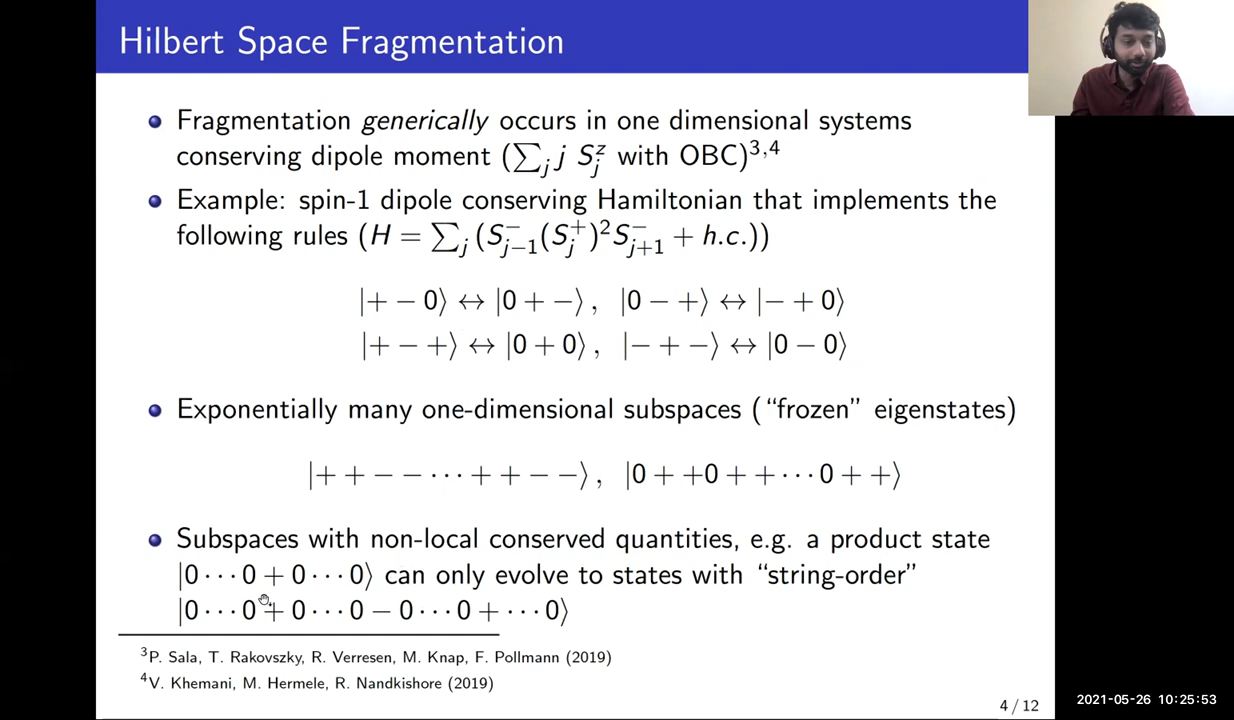 Hilbert Space Fragmentation
Fragmentation generically occurs in one dimensional systems
conserving dipole moment (∑_j j S_j^z with OBC)^3,4
Example: spin-1 dipole conserving Hamiltonian that implements the
following rules (H = ∑_j (S^-_{j−1}(S^+_j)^2 S^-_{j+1} + h.c.))
|+ − 0⟩ ↔ |0 + −⟩, |0 − +⟩ ↔ |− + 0⟩
|+ − +⟩ ↔ |0 + 0⟩, |− + −⟩ ↔ |0 − 0⟩
Exponentially many one-dimensional subspaces (“frozen” eigenstates)
|+ + − − ··· + + − −⟩, |0 + +0 + + ··· 0 + +⟩
Subspaces with non-local conserved quantities, e.g. a product state
|0 ··· 0 + 0 ··· 0⟩ can only evolve to states with “string-order”
|0 ··· 0 + 0 ··· 0 − 0 ··· 0 + ··· 0⟩
^3P. Sala, T. Rakovszky, R. Verresen, M. Knap, F. Pollmann (2019)
^4V. Khemani, M. Hermele, R. Nandkishore (2019)
4 / 12
2021-05-26 10:25:53